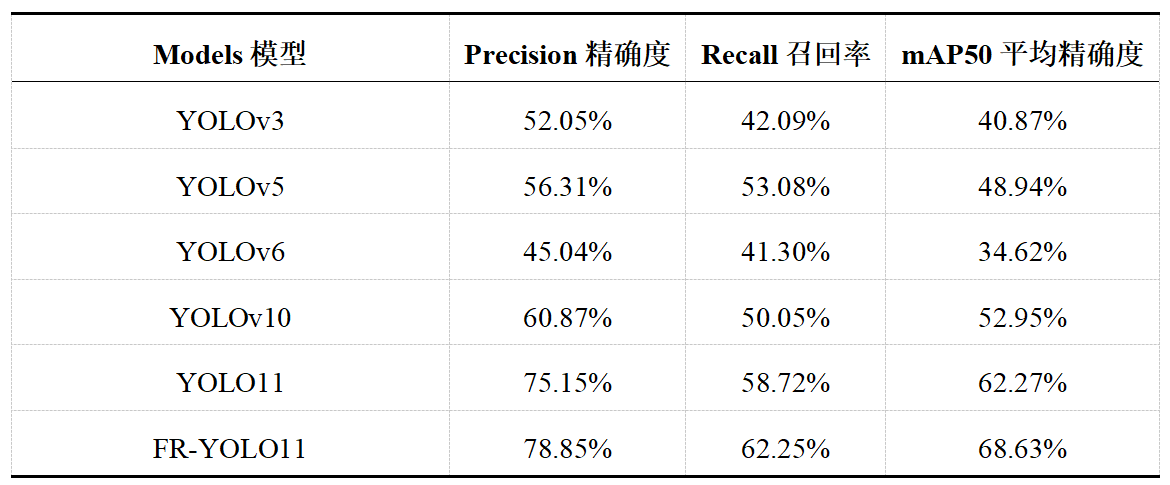 Models 模型 Precision 精确度 Recall 召回率 mAP50 平均精确度
YOLOv3 52.05% 42.09% 40.87%
YOLOv5 56.31% 53.08% 48.94%
YOLOv6 45.04% 41.30% 34.62%
YOLOv10 60.87% 50.05% 52.95%
YOLO11 75.15% 58.72% 62.27%
FR-YOLO11 78.85% 62.25% 68.63%